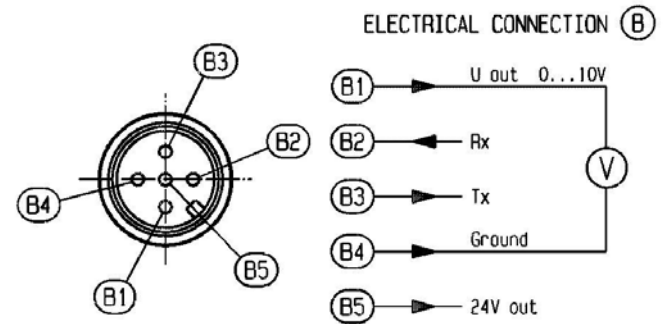 ELECTRICAL CONNECTION B
B3
B2
B4
B5
B1
B1 U out 0...10V
B2 Rx
V
B3 Tx
B4 Ground
B5 24V out